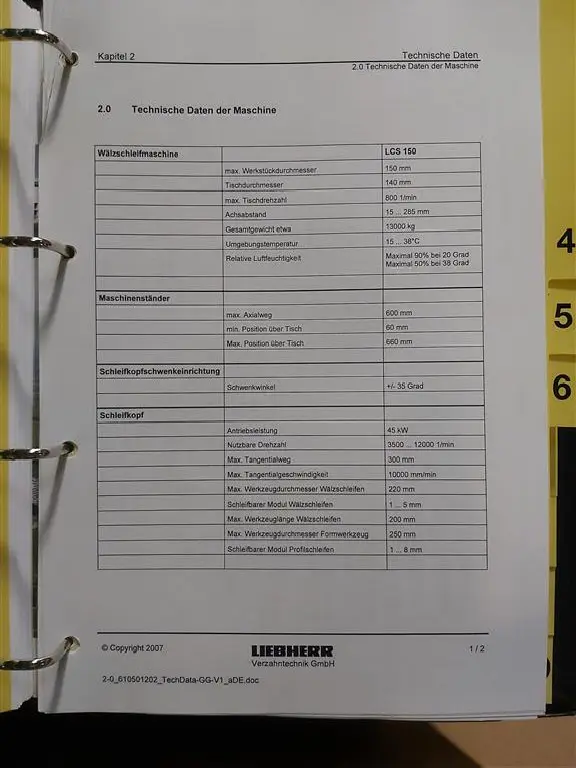 Kapitel 2 Technische Daten
2.0 Technische Daten der Maschine
2.0 Technische Daten der Maschine
Wälzschleifmaschine LCS 150
max. Werkstückdurchmesser 150 mm
Tischdurchmesser 140 mm
max. Tischdrehzahl 800 1/min
Achsabstand 15 ... 285 mm
Gesamtgewicht etwa 13000 kg
Umgebungstemperatur 15 ... 38°C
Relative Luftfeuchtigkeit Maximal 90% bei 20 Grad
Maximal 50% bei 38 Grad
Maschinenständer
max. Axialweg 600 mm
min. Position über Tisch 60 mm
Max. Position über Tisch 660 mm
Schleifkopfschwenkeinrichtung
Schwenkwinkel +/- 35 Grad
Schleifkopf
Antriebsleistung 45 kW
Nutzbare Drehzahl 3500 ... 12000 1/min
Max. Tangentialweg 300 mm
Max. Tangentialgeschwindigkeit 10000 mm/min
Max. Werkzeugdurchmesser Wälzschleifen 220 mm
Schleifbarer Modul Wälzschleifen 1 ... 5 mm
Max. Werkzeuglänge Wälzschleifen 200 mm
Max. Werkzeugdurchmesser Formwerkzeug 250 mm
Schleifbarer Modul Profilschleifen 1 ... 8 mm
© Copyright 2007 LIEBHERR 1 / 2
Verzahntechnik GmbH
2-0_610501202_TechData-GG-V1_aDE.doc
4
5
6